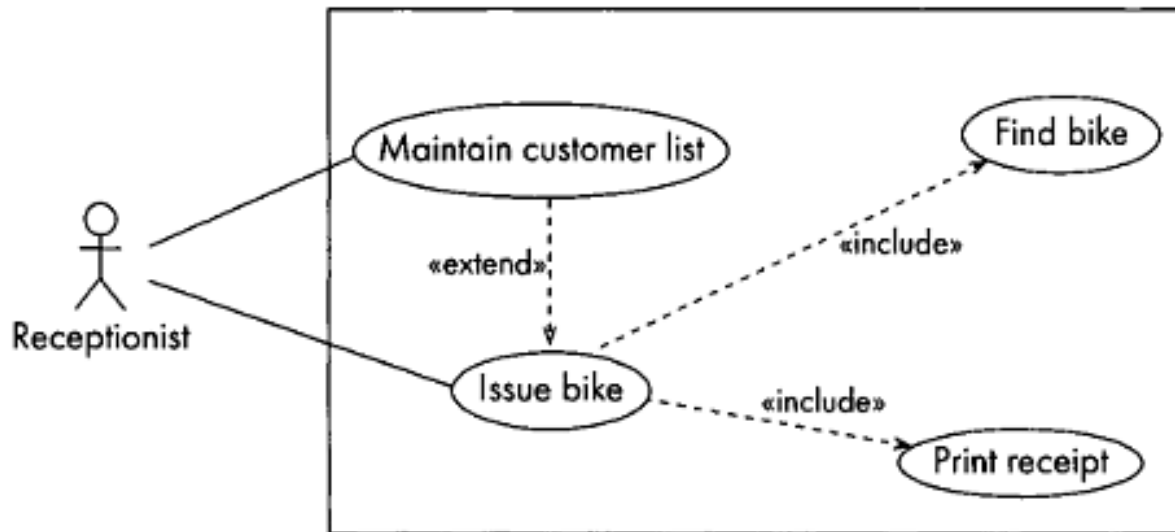 Maintain customer list
Find bike
«include»
«extend»
Receptionist
Issue bike
«include»
Print receipt